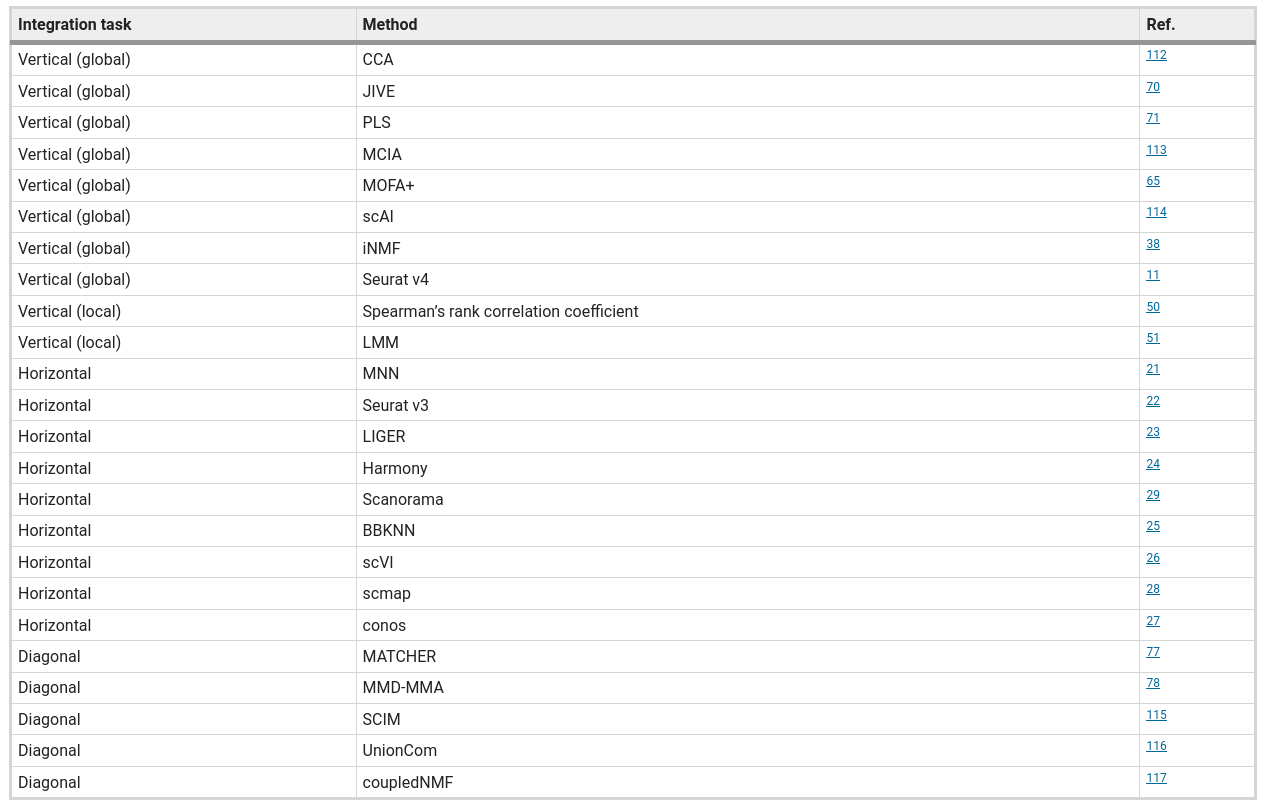 Integration task Method Ref.
Vertical (global) CCA 112
Vertical (global) JIVE 70
Vertical (global) PLS 71
Vertical (global) MCIA 113
Vertical (global) MOFA+ 65
Vertical (global) scAI 114
Vertical (global) iNMF 38
Vertical (global) Seurat v4 11
Vertical (local) Spearman’s rank correlation coefficient 50
Vertical (local) LMM 51
Horizontal MNN 21
Horizontal Seurat v3 22
Horizontal LIGER 23
Horizontal Harmony 24
Horizontal Scanorama 29
Horizontal BBKNN 25
Horizontal scVI 26
Horizontal scmap 28
Horizontal conos 27
Diagonal MATCHER 77
Diagonal MMD-MMA 78
Diagonal SCIM 115
Diagonal UnionCom 116
Diagonal coupledNMF 117